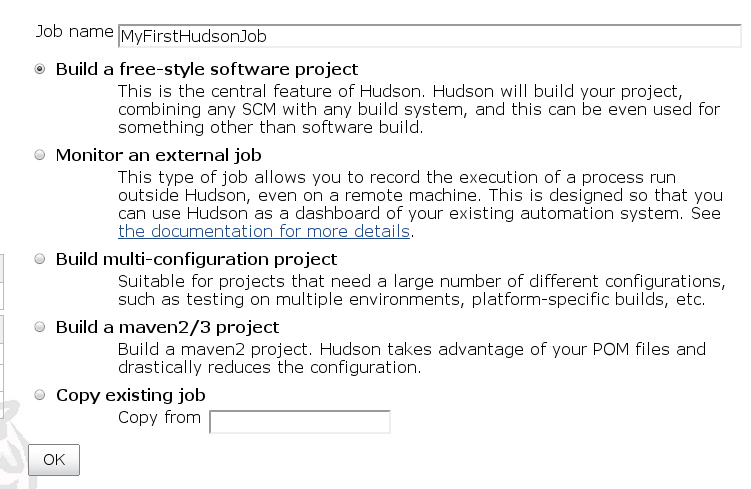 Job name MyFirstHudsonJob
Build a free-style software project
This is the central feature of Hudson. Hudson will build your project,
combining any SCM with any build system, and this can be even used for
something other than software build.
Monitor an external job
This type of job allows you to record the execution of a process run
outside Hudson, even on a remote machine. This is designed so that you
can use Hudson as a dashboard of your existing automation system. See
the documentation for more details.
Build multi-configuration project
Suitable for projects that need a large number of different configurations,
such as testing on multiple environments, platform-specific builds, etc.
Build a maven2/3 project
Build a maven2 project. Hudson takes advantage of your POM files and
drastically reduces the configuration.
Copy existing job
Copy from
OK